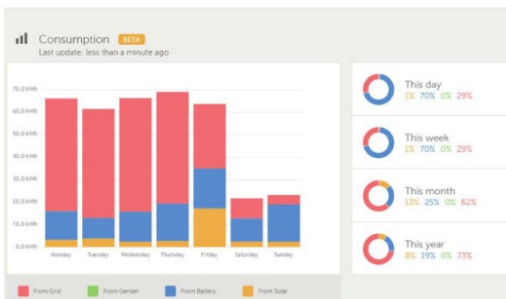 Consumption BETA
Last update: less than a minute ago
70.0 kWh
60.0 kWh
50.0 kWh
40.0 kWh
30.0 kWh
20.0 kWh
10.0 kWh
0.0 kWh
Monday Tuesday Wednesday Thursday Friday Saturday Sunday
From Grid From Genset From Battery From Solar
This day
1% 70% 0% 29%
This week
1% 70% 0% 29%
This month
13% 25% 0% 62%
This year
8% 19% 0% 73%